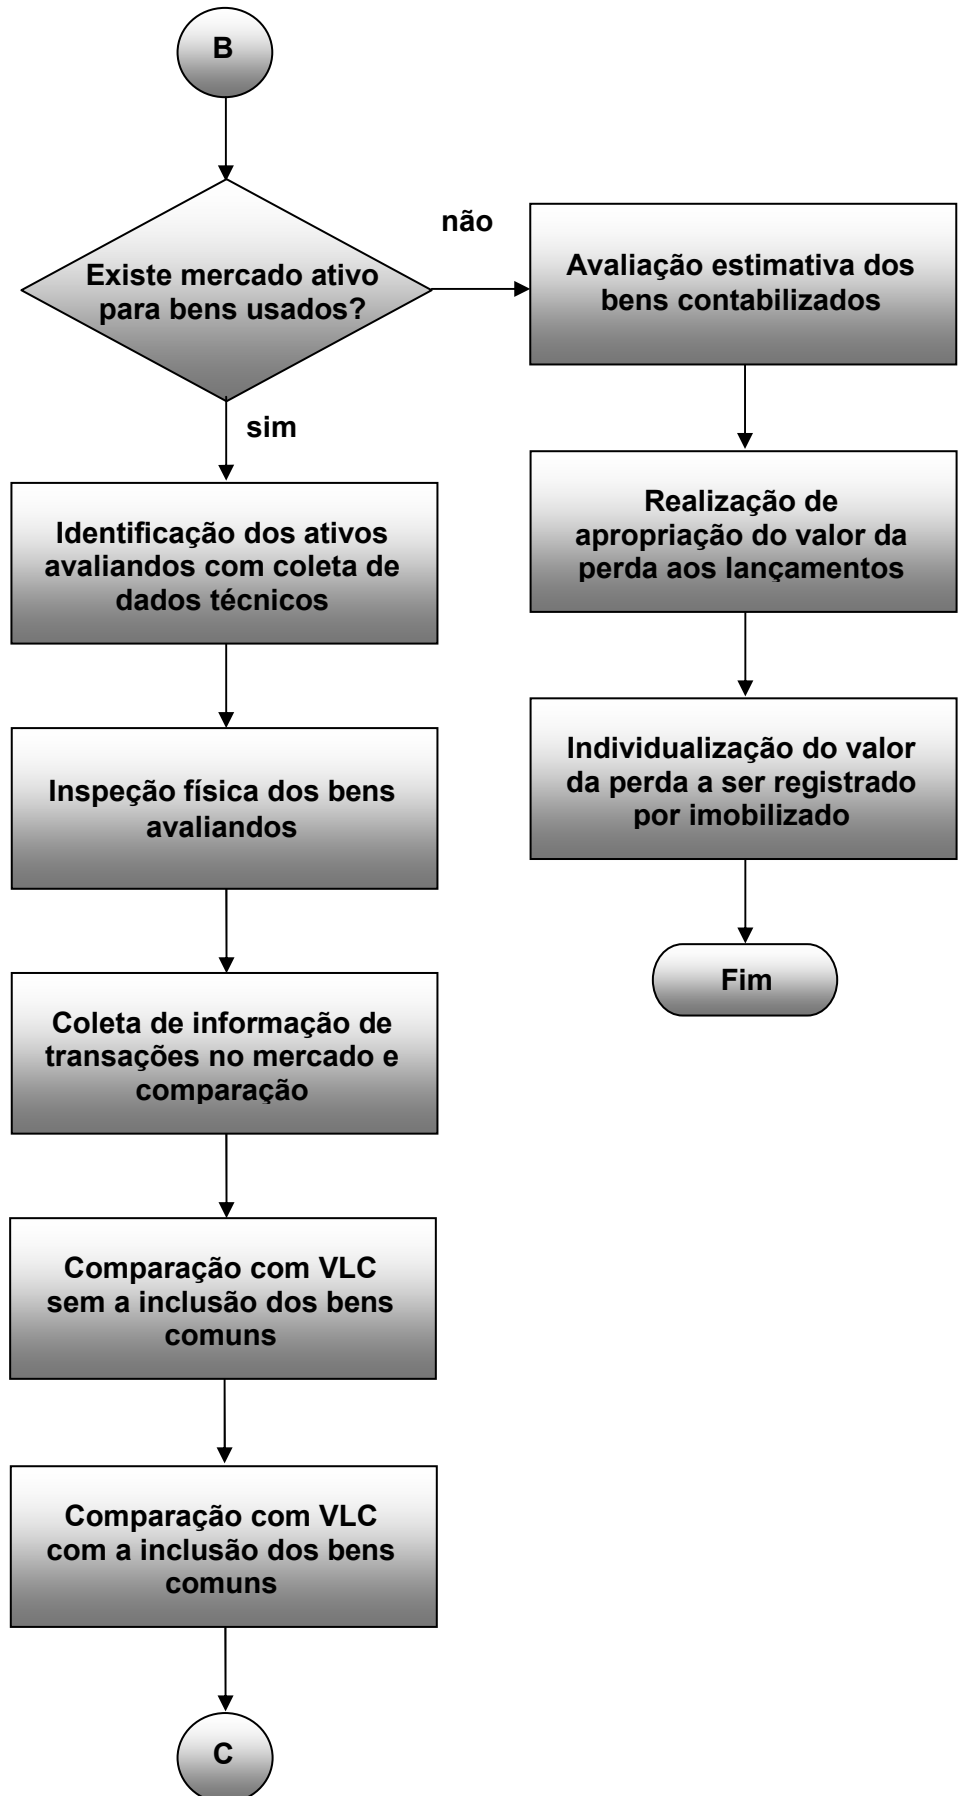 B
Existe mercado ativo
para bens usados?
não
Avaliação estimativa dos
bens contabilizados
sim
Realização de
apropriação do valor da
perda aos lançamentos
Identificação dos ativos
avaliandos com coleta de
dados técnicos
Individualização do valor
da perda a ser registrado
por imobilizado
Inspeção física dos bens
avaliandos
Fim
Coleta de informação de
transações no mercado e
comparação
Comparação com VLC
sem a inclusão dos bens
comuns
Comparação com VLC
com a inclusão dos bens
comuns
C